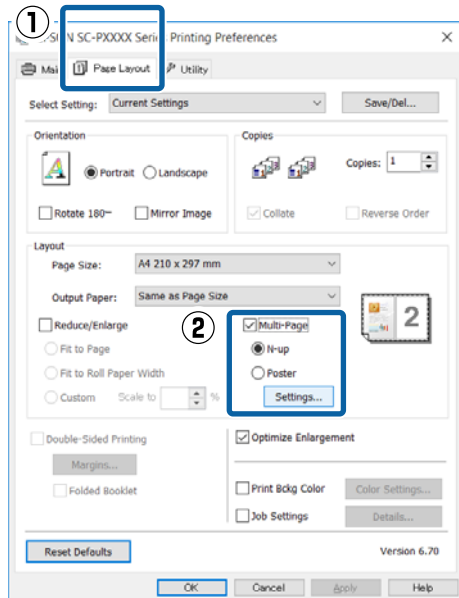 ①
SC-PXXXX Seri Printing Preferences
Page Layout Utility
Select Setting: Current Settings Save/Del...
Orientation Copies
Portrait Landscape Copies: 1
Rotate 180° Mirror Image Collate Reverse Order
Layout
Page Size: A4 210 x 297 mm
Output Paper: Same as Page Size
Reduce/Enlarge ② Multi-Page 2
Fit to Page N-up
Fit to Roll Paper Width Poster
Custom Scale to % Settings...
Double-Sided Printing Optimize Enlargement
Margins...
Folded Booklet Print Bckg Color Color Settings...
Job Settings Details...
Reset Defaults Version 6.70
OK Cancel Apply Help